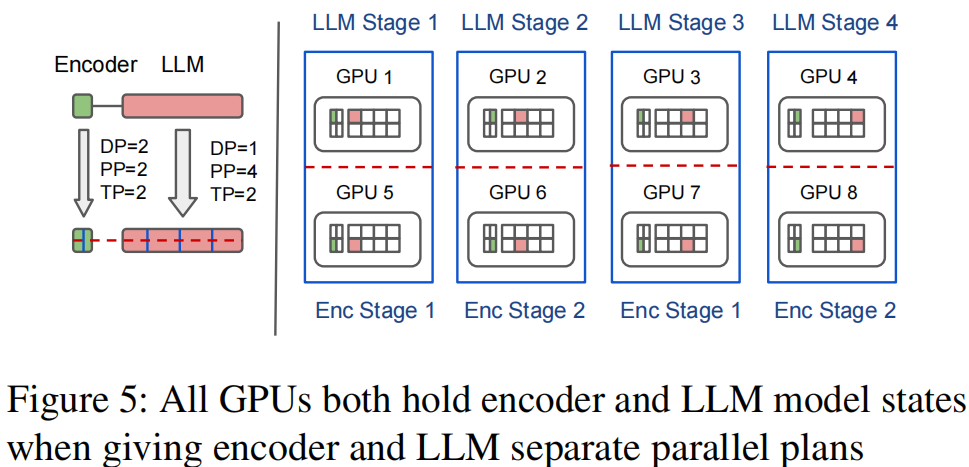 Encoder LLM
DP=2
PP=2
TP=2
DP=1
PP=4
TP=2
LLM Stage 1 LLM Stage 2 LLM Stage 3 LLM Stage 4
GPU 1 GPU 2 GPU 3 GPU 4
GPU 5 GPU 6 GPU 7 GPU 8
Enc Stage 1 Enc Stage 2 Enc Stage 1 Enc Stage 2
Figure 5: All GPUs both hold encoder and LLM model states
when giving encoder and LLM separate parallel plans